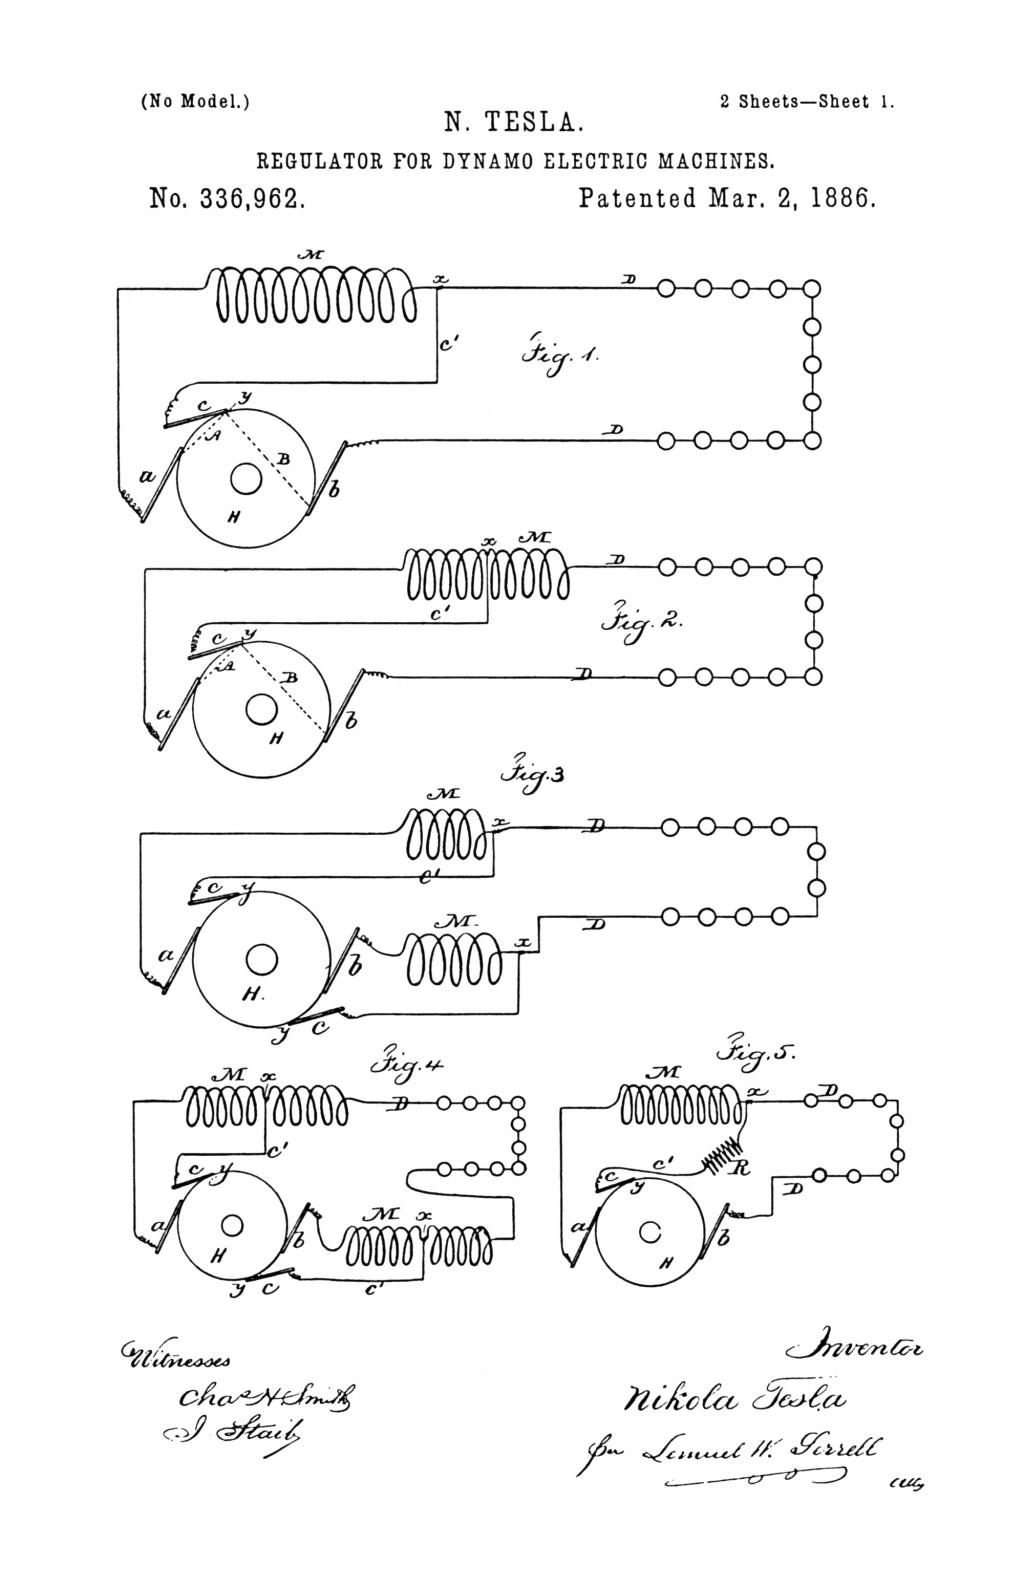 (No Model.)
2 Sheets—Sheet 1.
N. TESLA.
REGULATOR FOR DYNAMO ELECTRIC MACHINES.
No. 336,962.
Patented Mar. 2, 1886.
M
x
D
c'
Fig. 1.
c
y
A
D
a
B
b
H
x
M
D
c'
Fig. 2.
c
y
A
B
D
a
b
H
Fig. 3
M
x
D
c'
c
y
M.
a
x
D
b
H.
y
c
Fig. 4
M
x
D
c'
c
y
a
b
M
x
H
y
c
c'
Fig. 5.
M
x
D
R
c'
c
y
D
a
b
H
Witnesses
Chas H Smith
J Staib
Inventor
Nikola Tesla
for Lemuel W. Serrell
atty